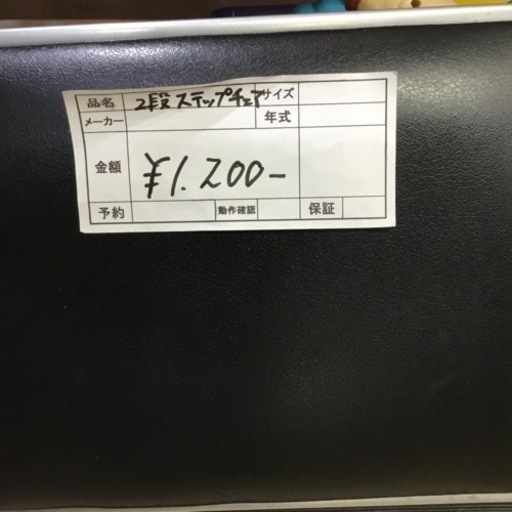 品名 2段ステップチェア サイズ
メーカー 年式
金額 ¥1.200-
予約 動作確認 保証